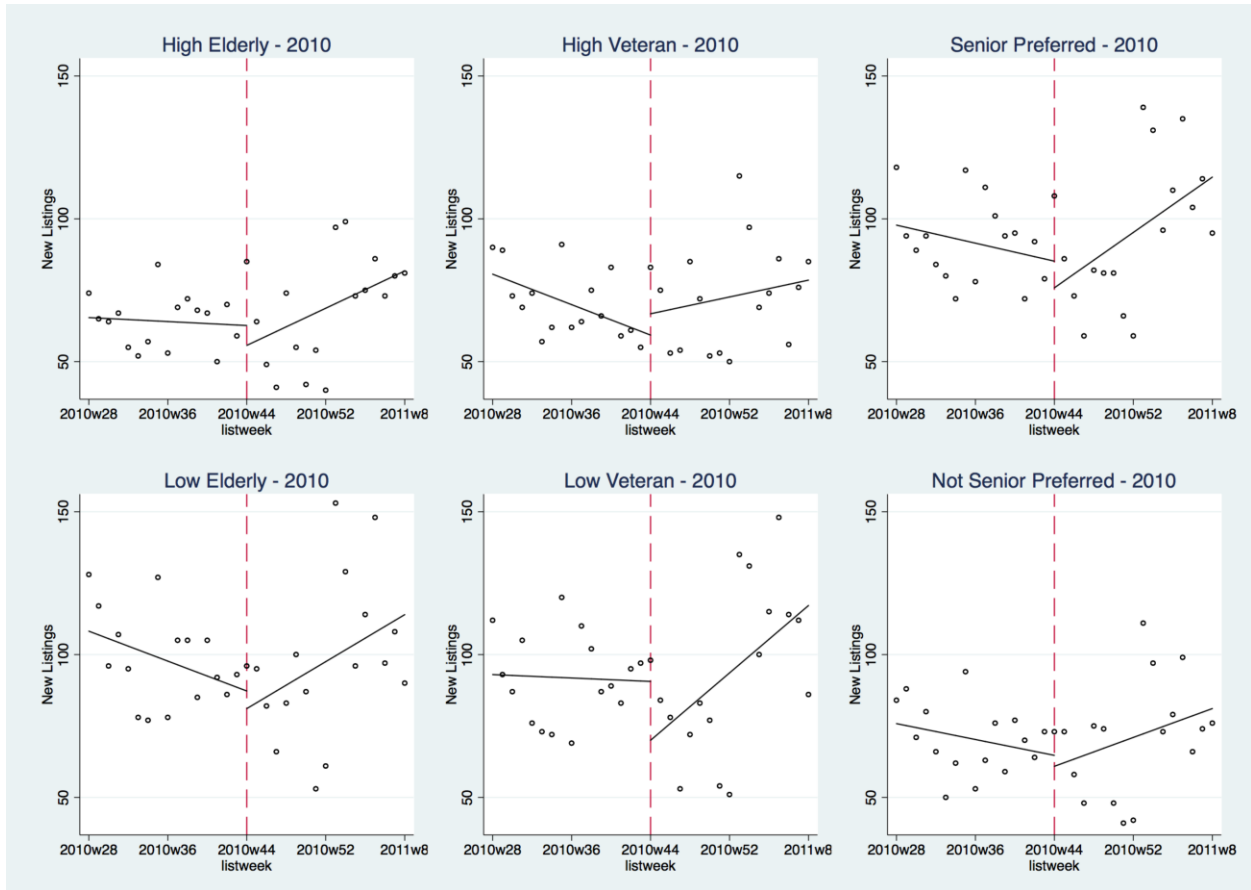 High Elderly - 2010
New Listings
150
100
50
2010w28 2010w36 2010w44 2010w52 2011w8
listweek
High Veteran - 2010
New Listings
150
100
50
2010w28 2010w36 2010w44 2010w52 2011w8
listweek
Senior Preferred - 2010
New Listings
150
100
50
2010w28 2010w36 2010w44 2010w52 2011w8
listweek
Low Elderly - 2010
New Listings
150
100
50
2010w28 2010w36 2010w44 2010w52 2011w8
listweek
Low Veteran - 2010
New Listings
150
100
50
2010w28 2010w36 2010w44 2010w52 2011w8
listweek
Not Senior Preferred - 2010
New Listings
150
100
50
2010w28 2010w36 2010w44 2010w52 2011w8
listweek